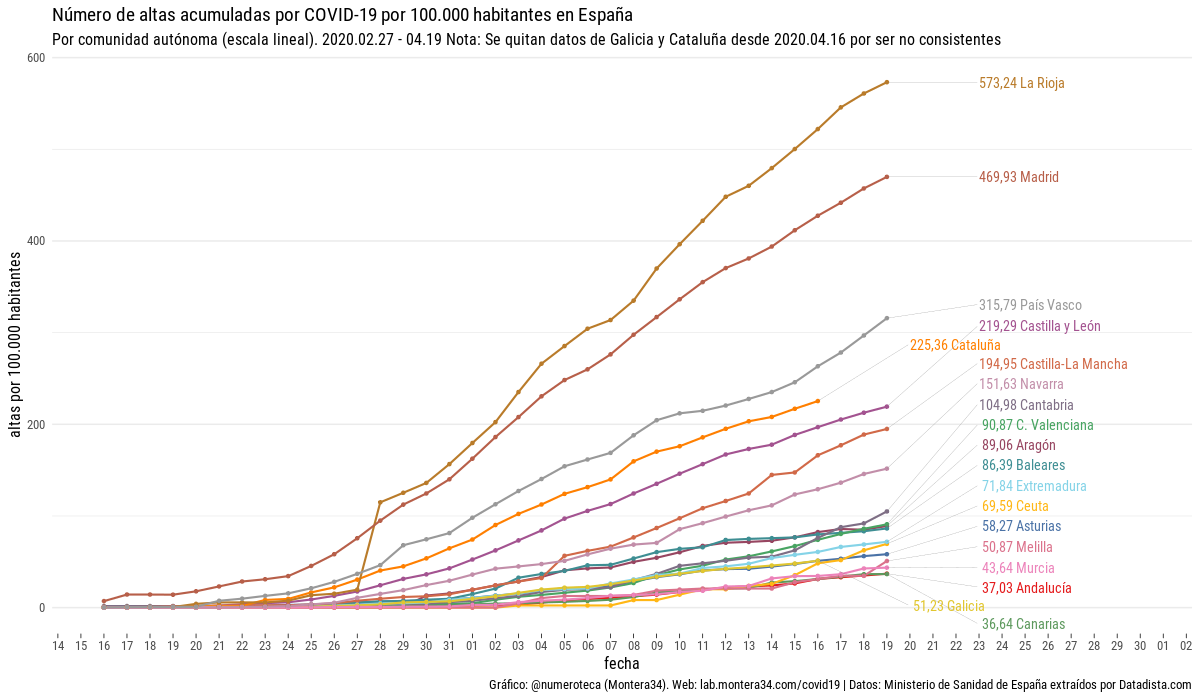 Número de altas acumuladas por COVID-19 por 100.000 habitantes en España
Por comunidad autónoma (escala lineal). 2020.02.27 - 04.19 Nota: Se quitan datos de Galicia y Cataluña desde 2020.04.16 por ser no consistentes
altas por 100.000 habitantes
600
400
200
0
573,24 La Rioja
469,93 Madrid
315,79 País Vasco
219,29 Castilla y León
225,36 Cataluña
194,95 Castilla-La Mancha
151,63 Navarra
104,98 Cantabria
90,87 C. Valenciana
89,06 Aragón
86,39 Baleares
71,84 Extremadura
69,59 Ceuta
58,27 Asturias
50,87 Melilla
43,64 Murcia
37,03 Andalucía
51,23 Galicia
36,64 Canarias
14 15 16 17 18 19 20 21 22 23 24 25 26 27 28 29 30 31 01 02 03 04 05 06 07 08 09 10 11 12 13 14 15 16 17 18 19 20 21 22 23 24 25 26 27 28 29 30 01 02
fecha
Gráfico: @numeroteca (Montera34). Web: lab.montera34.com/covid19 | Datos: Ministerio de Sanidad de España extraídos por Datadista.com